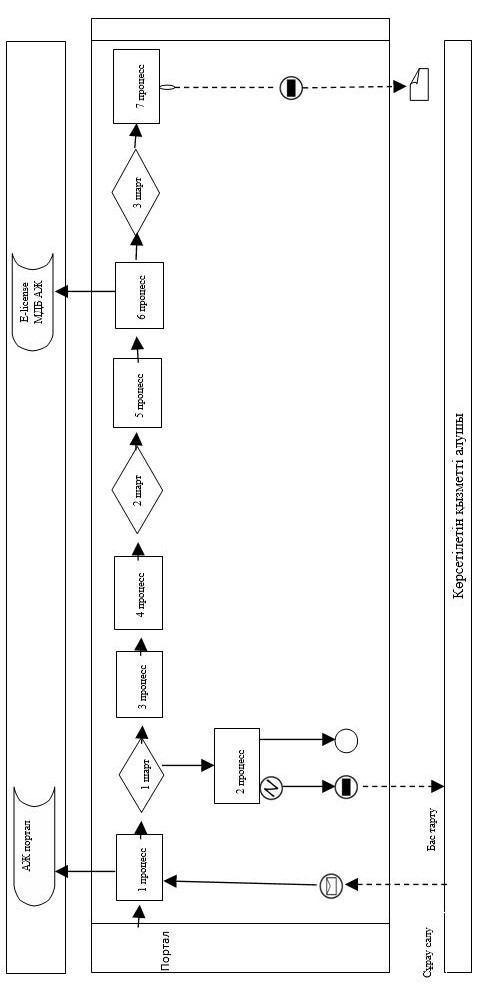 АЖ портал
E-license
МДБ АЖ
Портал
1 процесс
1 шарт
2 процесс
3 процесс
4 процесс
2 шарт
5 процесс
6 процесс
3 шарт
7 процесс
Сұрау салу
Бас тарту
Көрсетілетін қызметті алушы